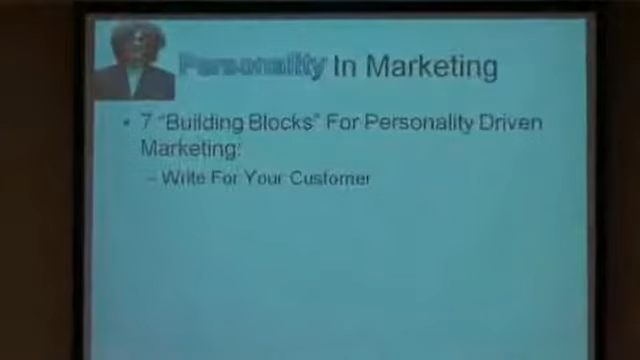 Personality In Marketing
• 7 "Building Blocks" For Personality Driven
Marketing:
– Write For Your Customer